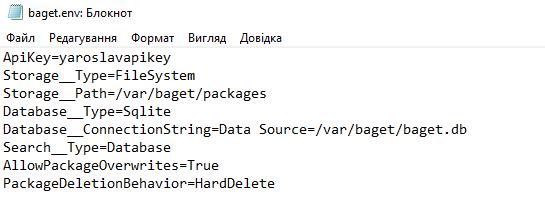 baget.env: Блокнот
Файл Редагування Формат Вигляд Довідка
ApiKey=yaroslavapikey
Storage__Type=FileSystem
Storage__Path=/var/baget/packages
Database__Type=Sqlite
Database__ConnectionString=Data Source=/var/baget/baget.db
Search__Type=Database
AllowPackageOverwrites=True
PackageDeletionBehavior=HardDelete